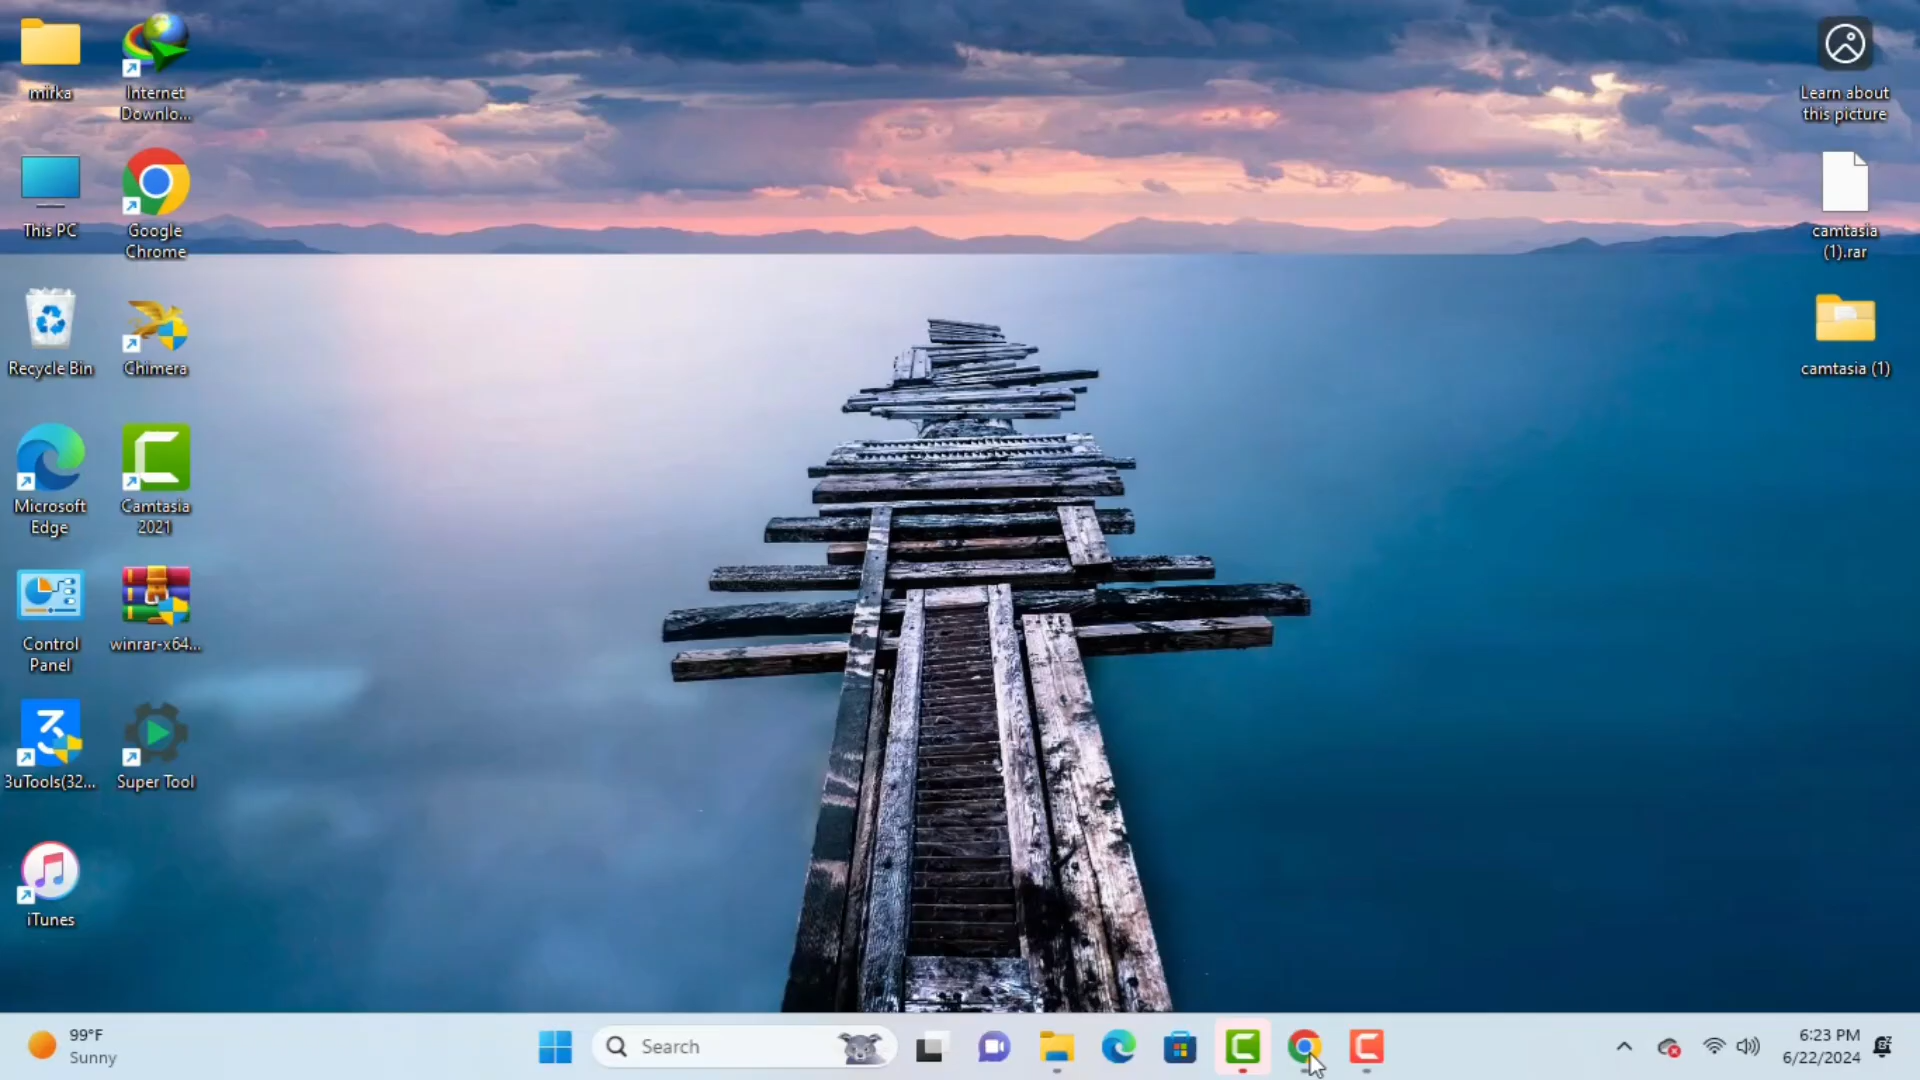 mifka
Internet
Downlo...
This PC
Google
Chrome
Recycle Bin
Chimera
Microsoft
Edge
Camtasia
2021
Control
Panel
winrar-x64...
3uTools(32...
Super Tool
iTunes
Learn about
this picture
camtasia
(1).rar
camtasia (1)
99°F
Sunny
Search
6:23 PM
6/22/2024